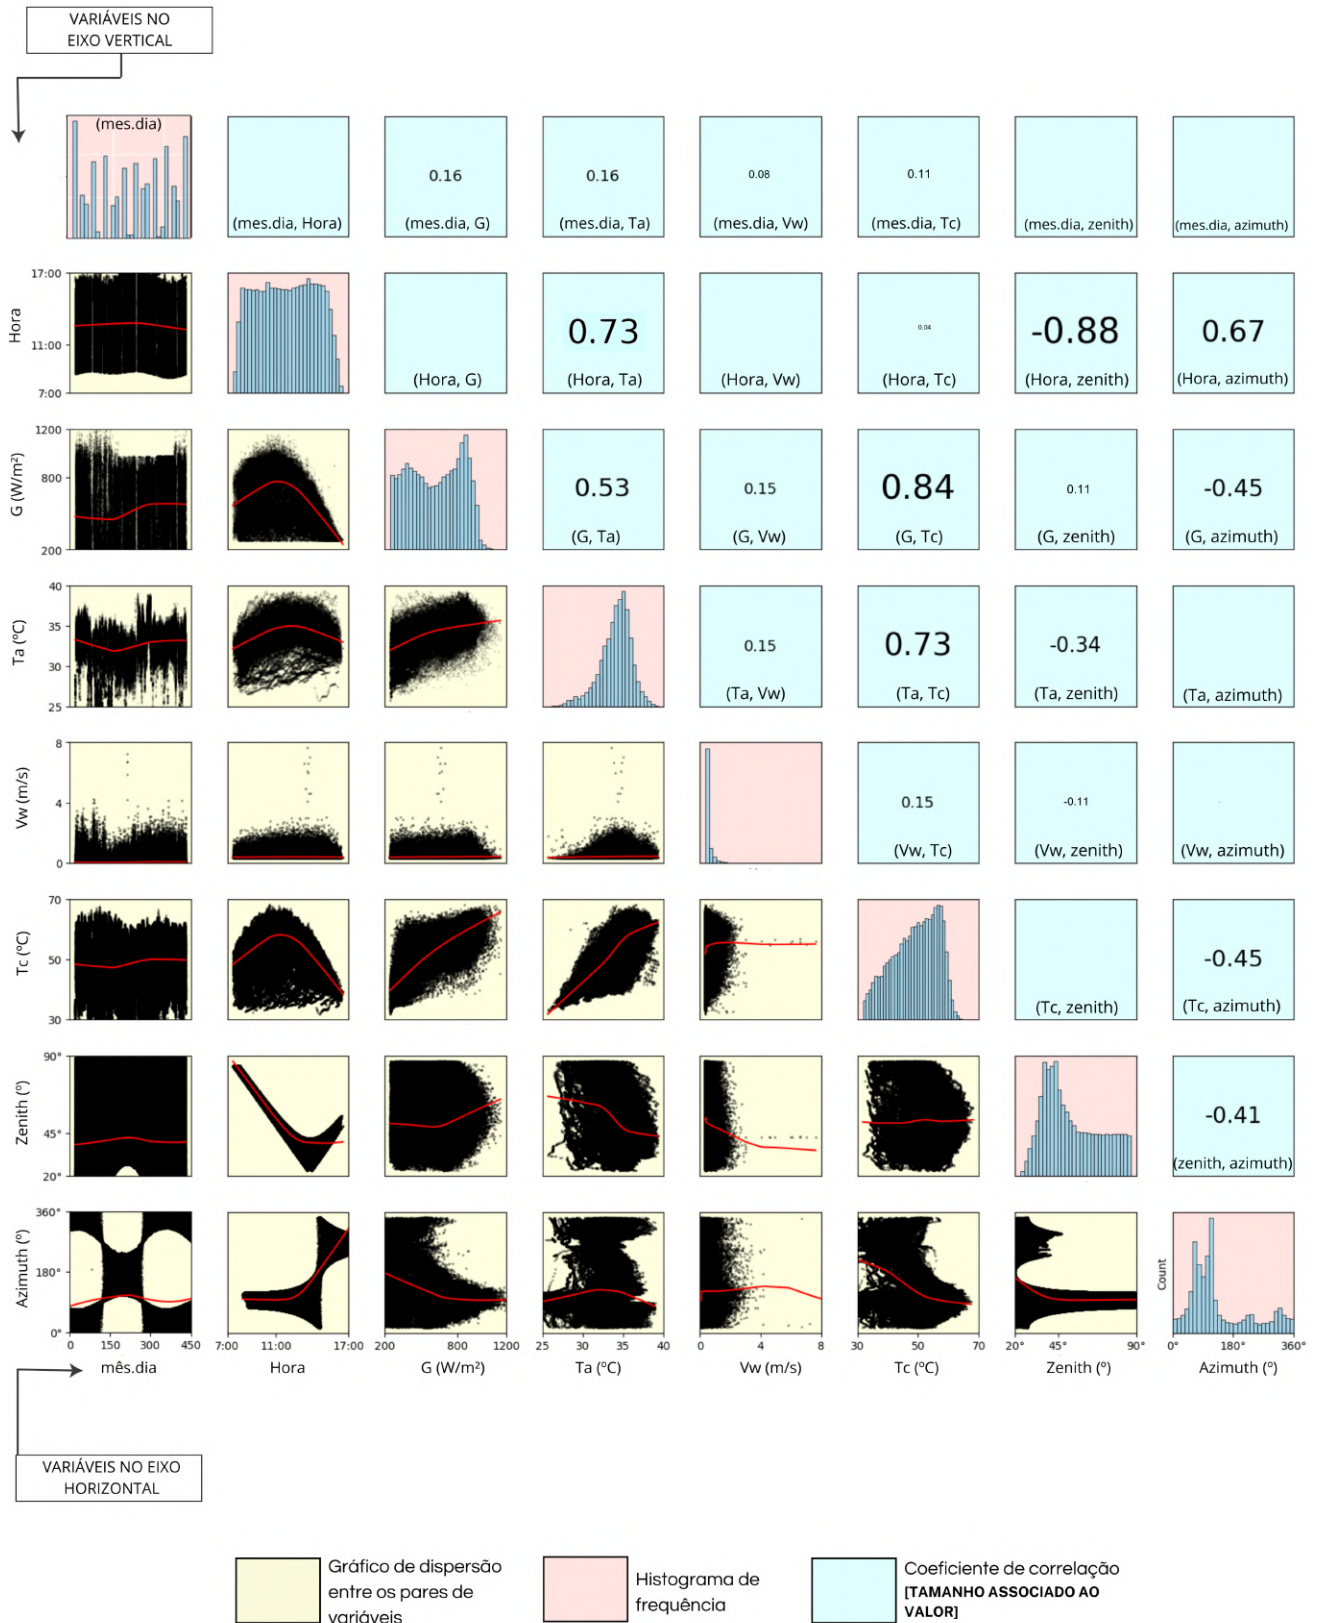 VARIÁVEIS NO
EIXO VERTICAL
(mes.dia)
(mes.dia, Hora)
0.16
(mes.dia, G)
0.16
(mes.dia, Ta)
0.08
(mes.dia, Vw)
0.11
(mes.dia, Tc)
(mes.dia, zenith)
(mes.dia, azimuth)
Hora
17:00
11:00
7:00
(Hora, G)
0.73
(Hora, Ta)
(Hora, Vw)
0.04
(Hora, Tc)
-0.88
(Hora, zenith)
0.67
(Hora, azimuth)
G (W/m²)
1200
800
200
0.53
(G, Ta)
0.15
(G, Vw)
0.84
(G, Tc)
0.11
(G, zenith)
-0.45
(G, azimuth)
Ta (ºC)
40
35
30
25
0.15
(Ta, Vw)
0.73
(Ta, Tc)
-0.34
(Ta, zenith)
(Ta, azimuth)
Vw (m/s)
8
4
0
0.15
(Vw, Tc)
-0.11
(Vw, zenith)
(Vw, azimuth)
Tc (ºC)
70
50
30
(Tc, zenith)
-0.45
(Tc, azimuth)
Zenith (º)
90°
45°
20°
-0.41
(zenith, azimuth)
Azimuth (º)
360°
180°
0°
Count
0 150 300 450
7:00 11:00 17:00
200 800 1200
25 30 35 40
0 4 8
30 50 70
20° 45° 90°
0° 180° 360°
mês.dia
Hora
G (W/m²)
Ta (ºC)
Vw (m/s)
Tc (ºC)
Zenith (º)
Azimuth (º)
VARIÁVEIS NO EIXO
HORIZONTAL
Gráfico de dispersão
entre os pares de
variáveis
Histograma de
frequência
Coeficiente de correlação
[TAMANHO ASSOCIADO AO
VALOR]